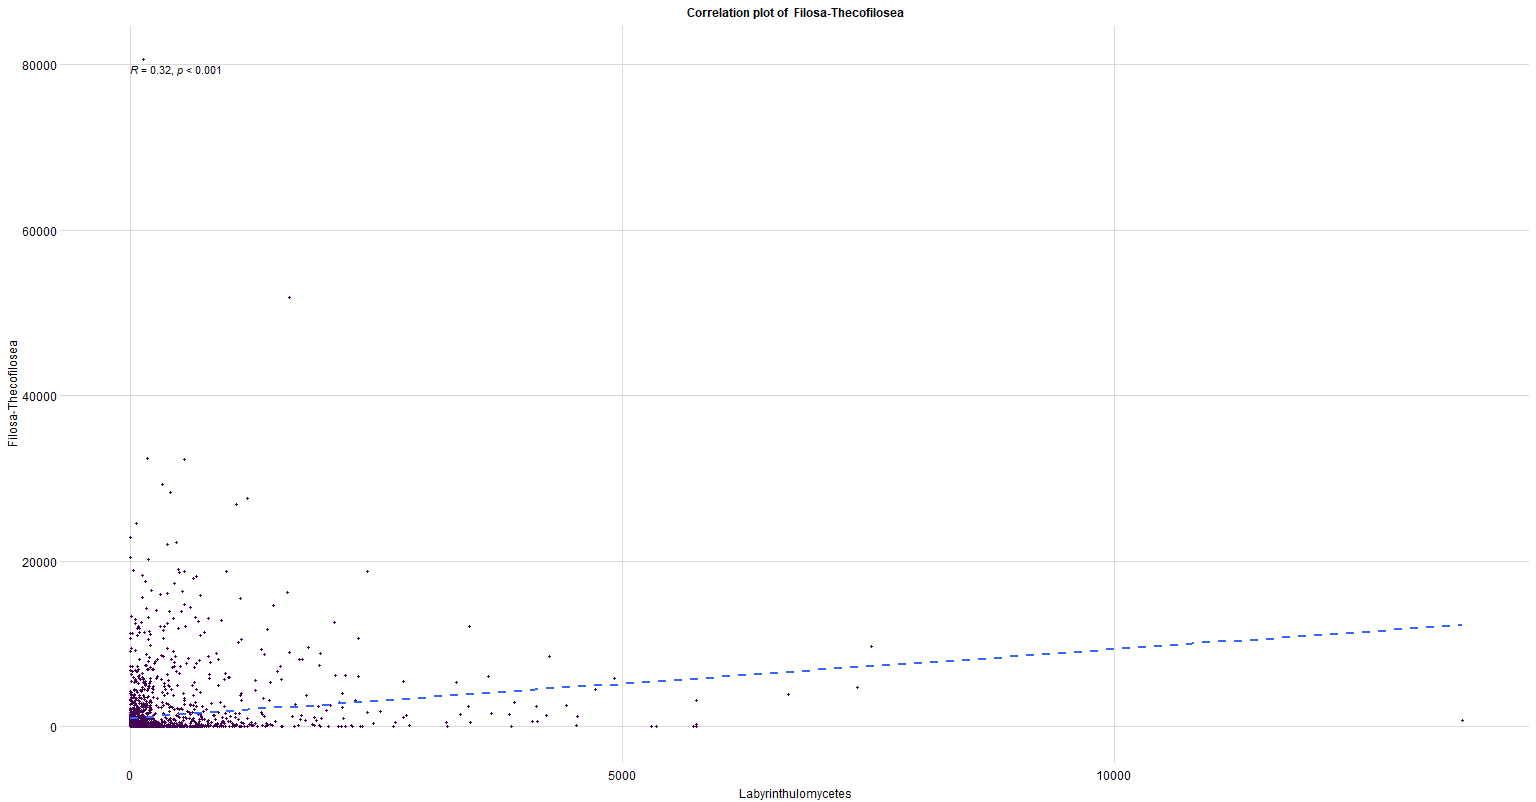 Correlation plot of Filosa-Thecofilosea
80000
R = 0.32, p < 0.001
60000
40000
20000
0
Filosa-Thecofilosea
0 5000 10000
Labyrinthulomycetes